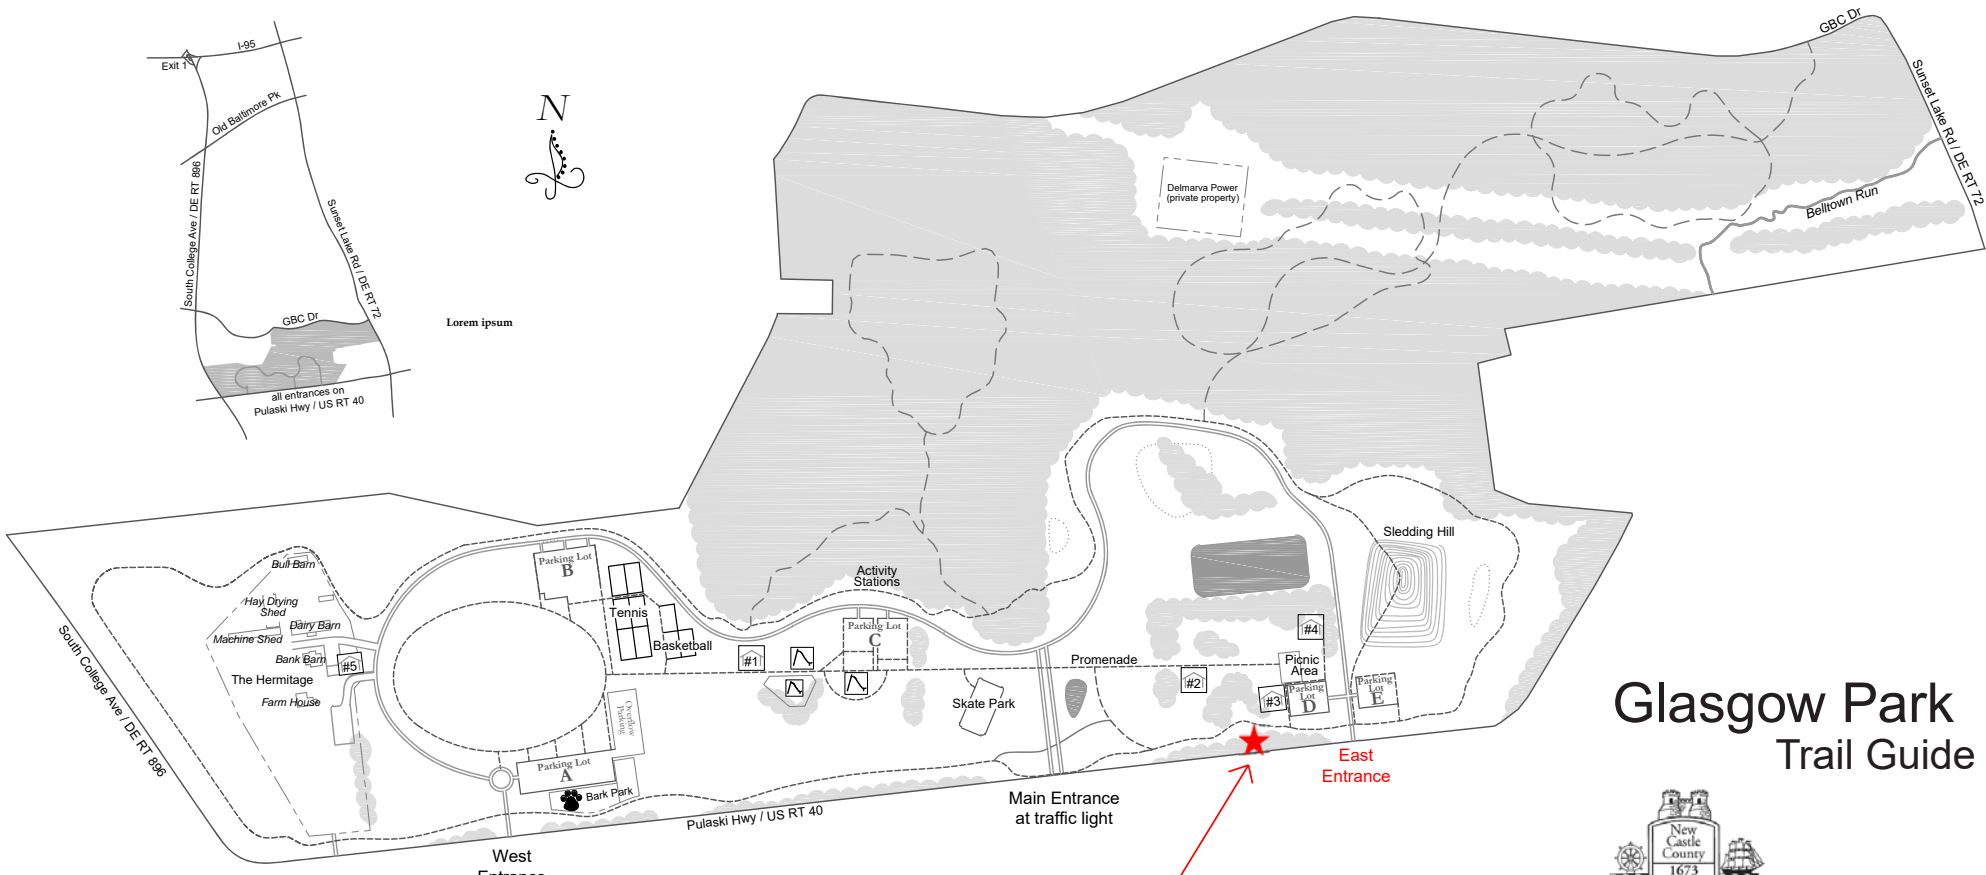 I-95
Exit 1
Old Baltimore Pk
South College Ave / DE RT 896
Sunset Lake Rd / DE RT 72
GBC Dr
all entrances on
Pulaski Hwy / US RT 40
N
Lorem ipsum
GBC Dr
Sunset Lake Rd / DE RT 72
Delmarva Power
(private property)
Belltown Run
Sledding Hill
Bull Barn
Hay Drying
Shed
Dairy Barn
Machine Shed
Bank Barn
#5
The Hermitage
Farm House
South College Ave / DE RT 896
Parking Lot
B
Tennis
Basketball
#1
Activity
Stations
Parking Lot
C
Overflow
Parking
Parking Lot
A
Bark Park
Skate Park
Promenade
#2
#4
Picnic
Area
#3
Parking
Lot
D
Parking
Lot
E
East
Entrance
Main Entrance
at traffic light
Pulaski Hwy / US RT 40
West
Entrance
Glasgow Park
Trail Guide
New
Castle
County
1673